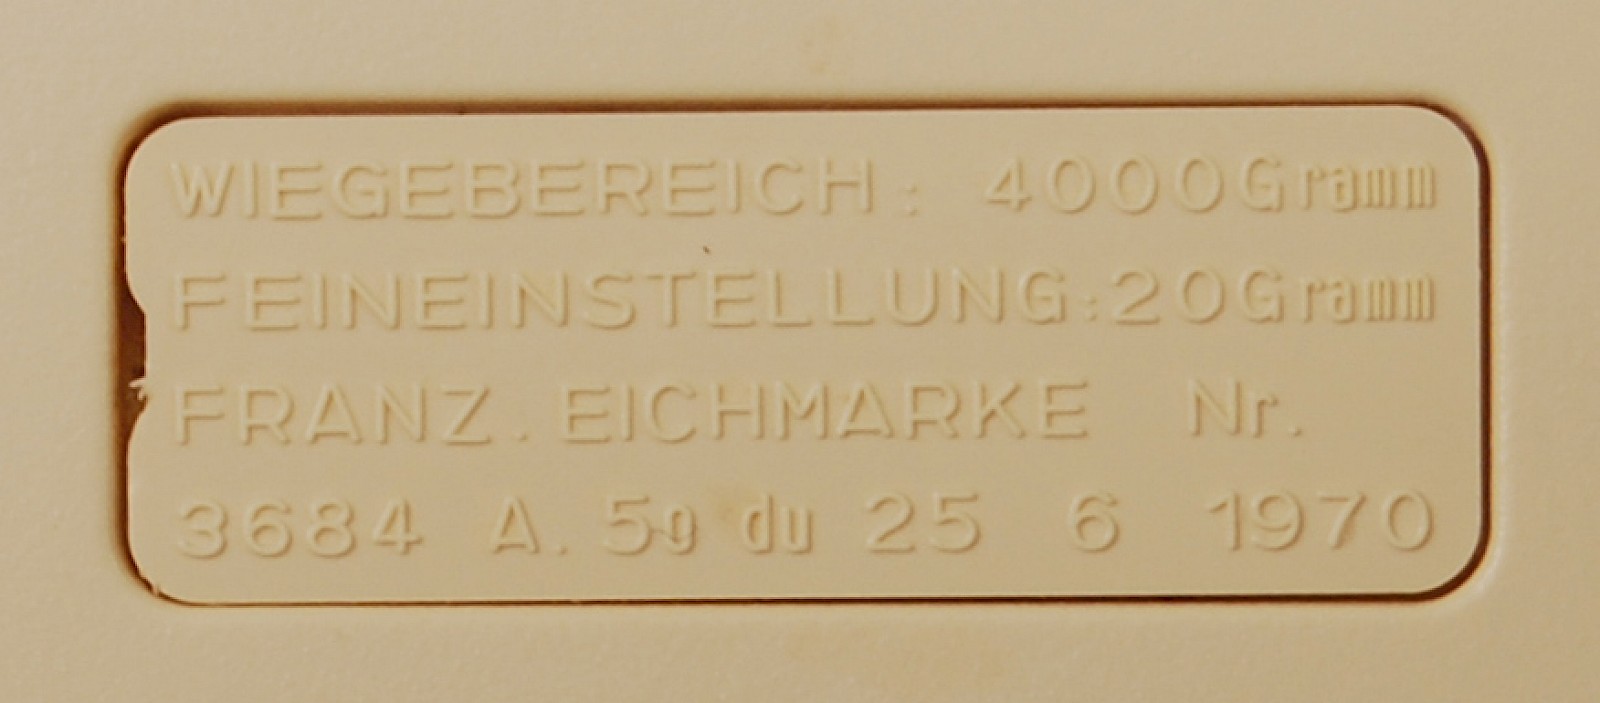 WIEGEBEREICH: 4000Gramm
FEINEINSTELLUNG:20Gramm
FRANZ. EICHMARKE Nr.
3684 A. 5g du 25 6 1970